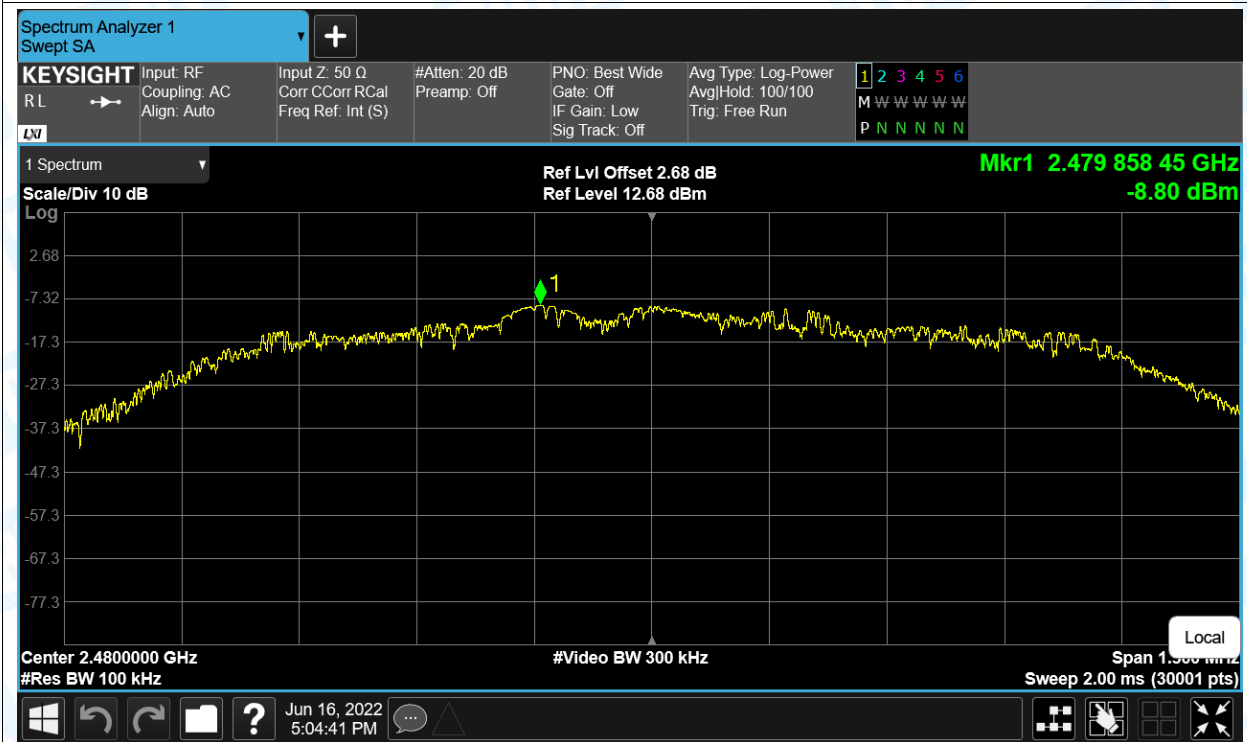 Spectrum Analyzer 1
Swept SA
KEYSIGHT
R L
LXI
Input: RF
Coupling: AC
Align: Auto
Input Z: 50 Ω
Corr CCorr RCal
Freq Ref: Int (S)
#Atten: 20 dB
Preamp: Off
PNO: Best Wide
Gate: Off
IF Gain: Low
Sig Track: Off
Avg Type: Log-Power
Avg|Hold: 100/100
Trig: Free Run
1 2 3 4 5 6
M W W W W W
P N N N N N
1 Spectrum
Scale/Div 10 dB
Log
Ref Lvl Offset 2.68 dB
Ref Level 12.68 dBm
Mkr1 2.479 858 45 GHz
-8.80 dBm
2.68
-7.32
-17.3
-27.3
-37.3
-47.3
-57.3
-67.3
-77.3
1
Local
Center 2.4800000 GHz
#Video BW 300 kHz
Span 1.500 MHz
#Res BW 100 kHz
Sweep 2.00 ms (30001 pts)
?
Jun 16, 2022
5:04:41 PM